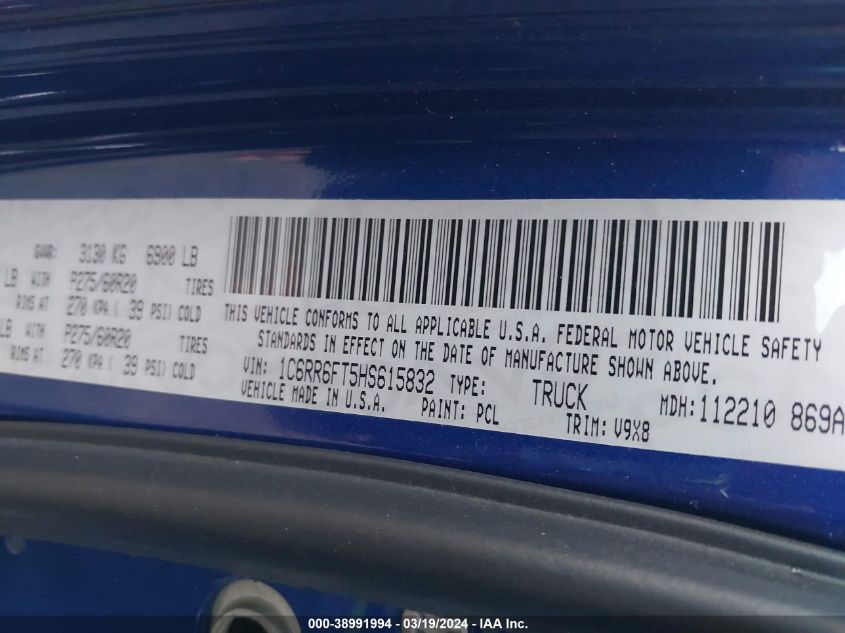 GVWR: 3130 KG 6900 LB
LB WITH P275/60R20 TIRES
RIMS AT 270 KPA ( 39 PSI) COLD
LB WITH P275/60R20 TIRES
RIMS AT 270 KPA ( 39 PSI) COLD
THIS VEHICLE CONFORMS TO ALL APPLICABLE U.S.A. FEDERAL MOTOR VEHICLE SAFETY
STANDARDS IN EFFECT ON THE DATE OF MANUFACTURE SHOWN ABOVE.
VIN: 1C6RR6FT5HS615832 TYPE: TRUCK MDH: 112210 869A
VEHICLE MADE IN U.S.A. PAINT: PCL TRIM: V9X8
000-38991994 - 03/19/2024 - IAA Inc.